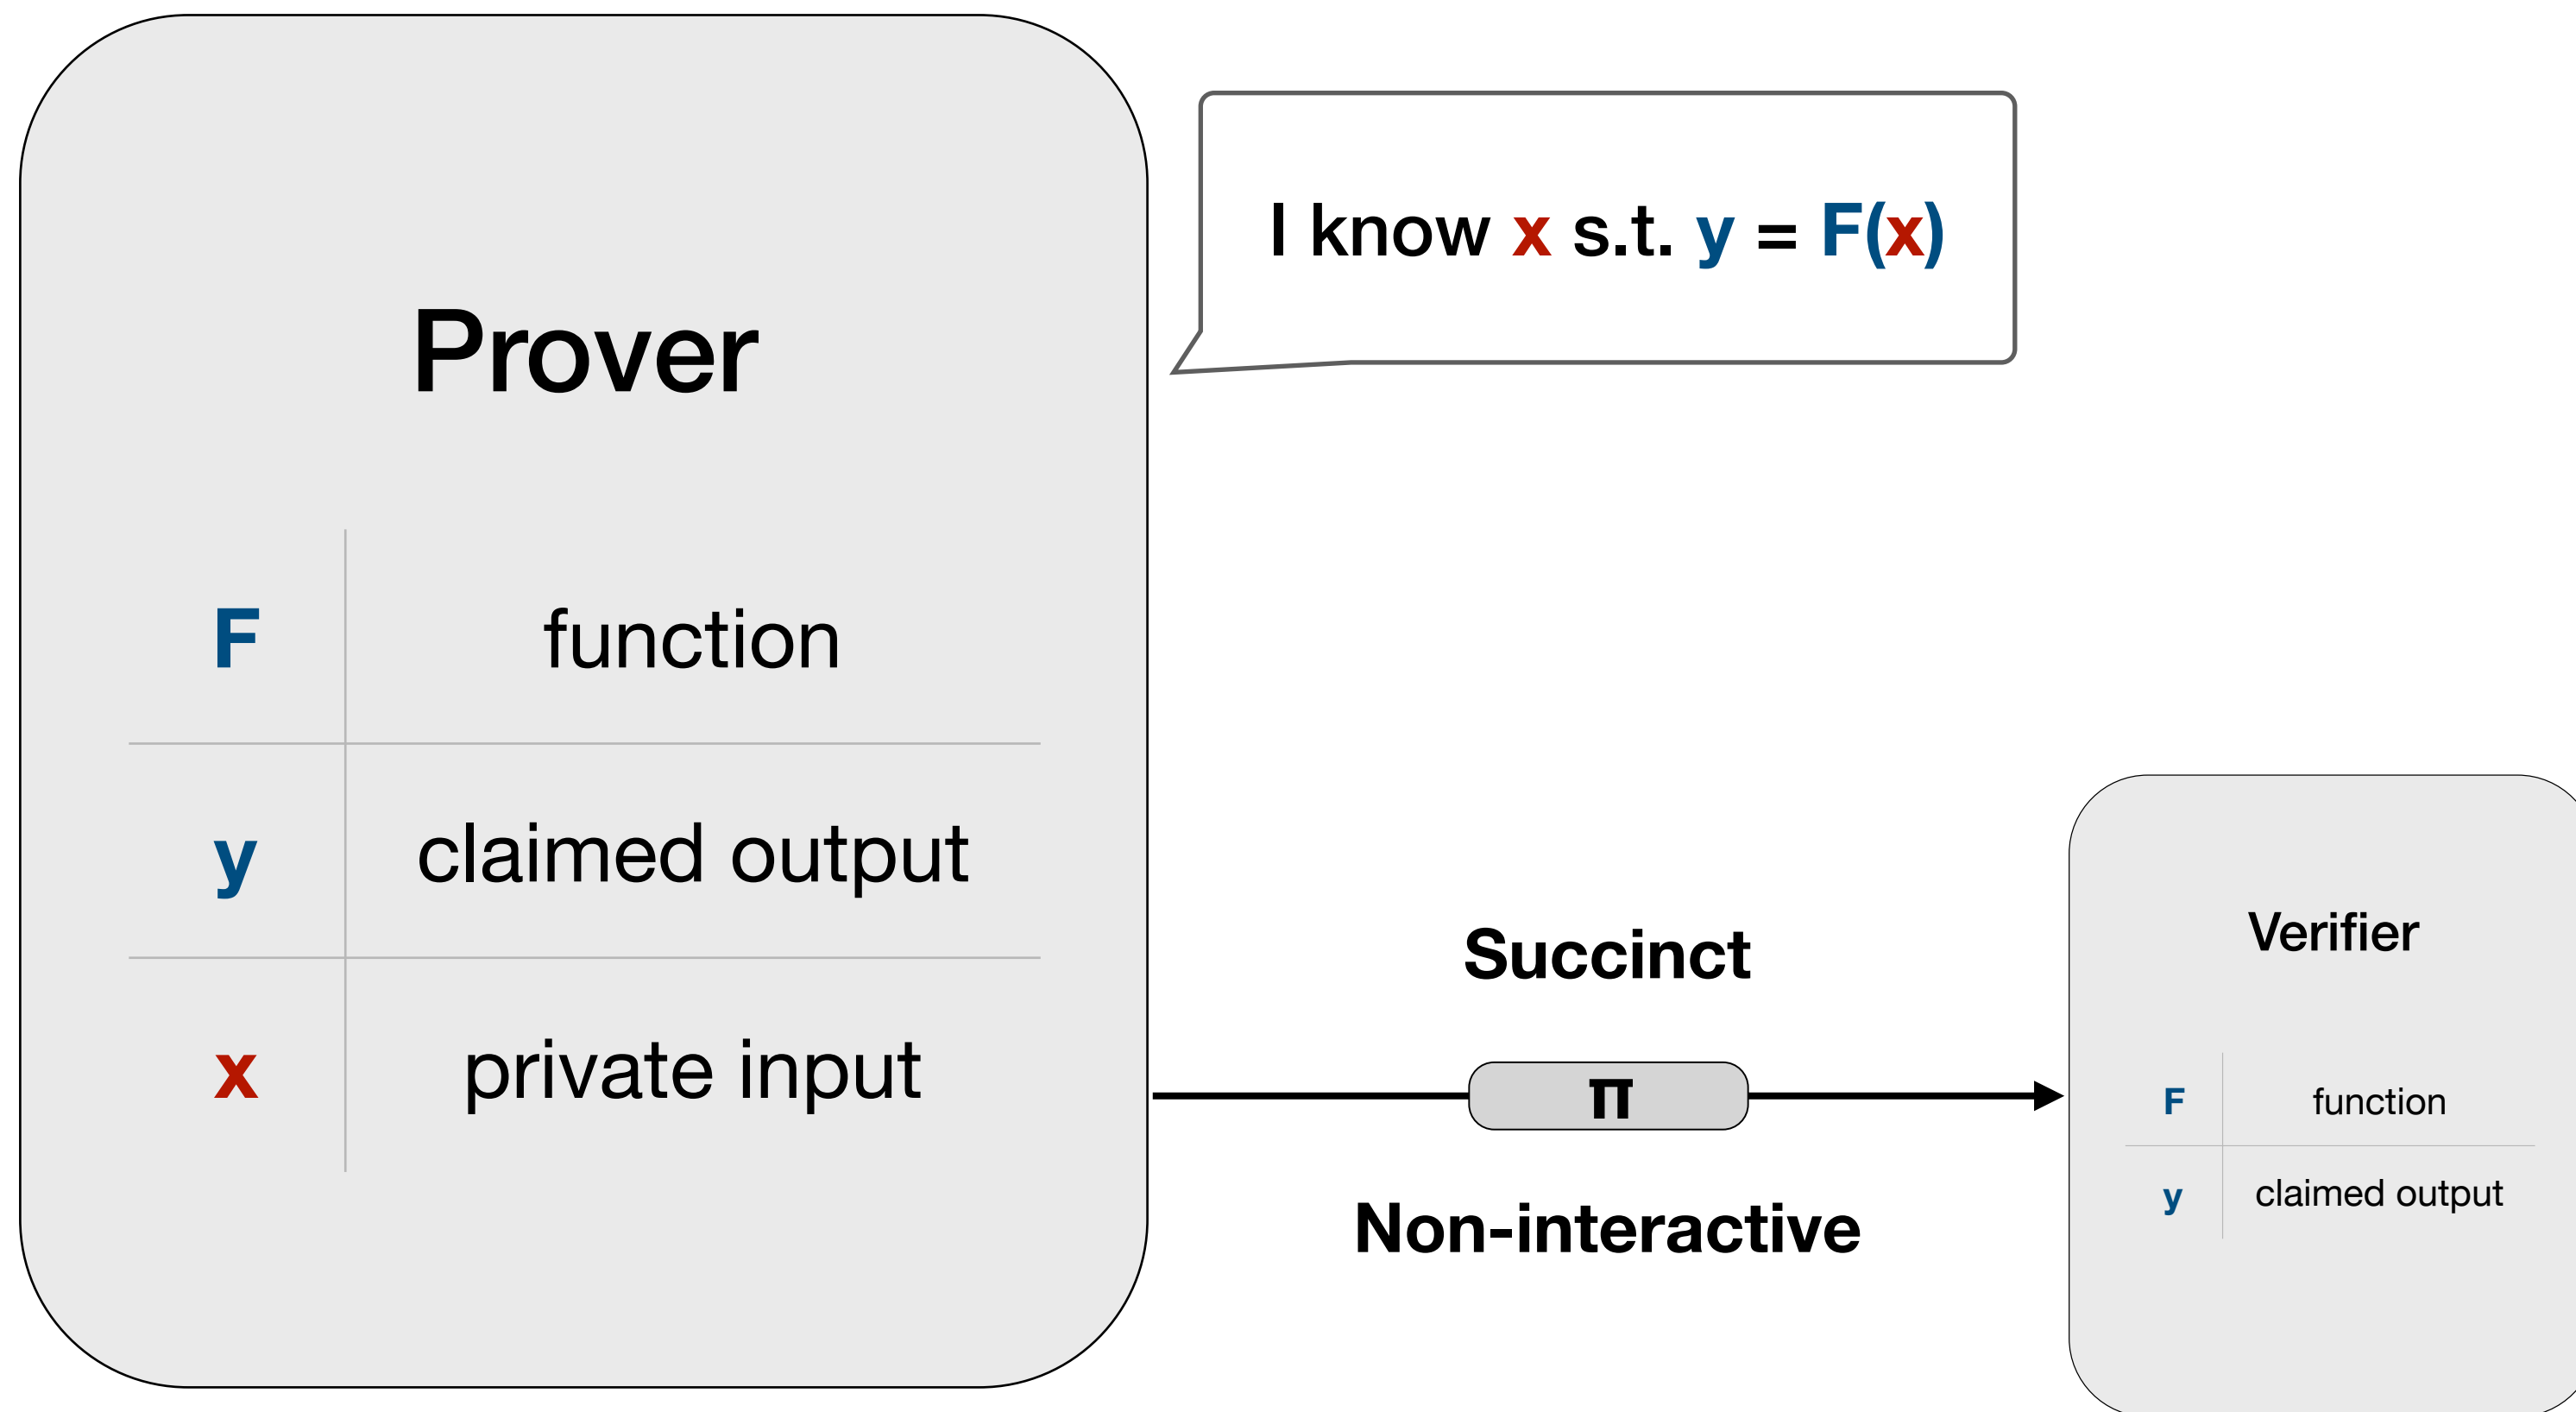 Prover
F function
y claimed output
x private input
I know x s.t. y = F(x)
Succinct
π
Non-interactive
Verifier
F function
y claimed output